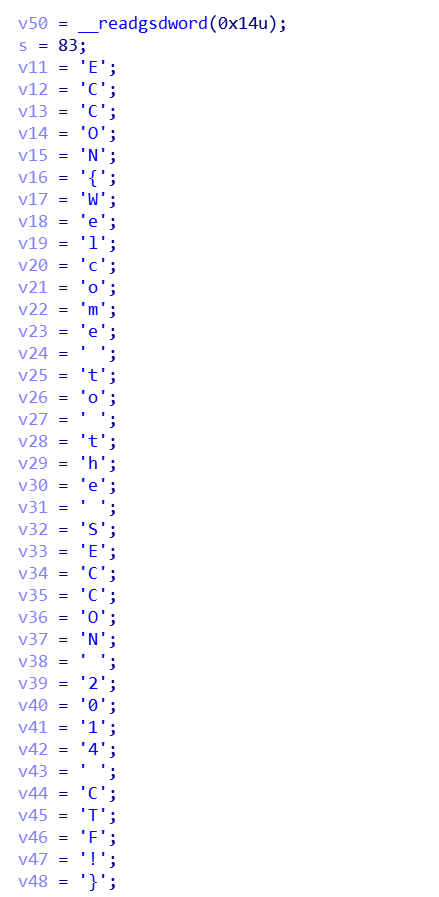 v50 = __readgsdword(0x14u);
s = 83;
v11 = 'E';
v12 = 'C';
v13 = 'C';
v14 = 'O';
v15 = 'N';
v16 = '{';
v17 = 'W';
v18 = 'e';
v19 = 'l';
v20 = 'c';
v21 = 'o';
v22 = 'm';
v23 = 'e';
v24 = ' ';
v25 = 't';
v26 = 'o';
v27 = ' ';
v28 = 't';
v29 = 'h';
v30 = 'e';
v31 = ' ';
v32 = 'S';
v33 = 'E';
v34 = 'C';
v35 = 'C';
v36 = 'O';
v37 = 'N';
v38 = ' ';
v39 = '2';
v40 = '0';
v41 = '1';
v42 = '4';
v43 = ' ';
v44 = 'C';
v45 = 'T';
v46 = 'F';
v47 = '!';
v48 = '}';